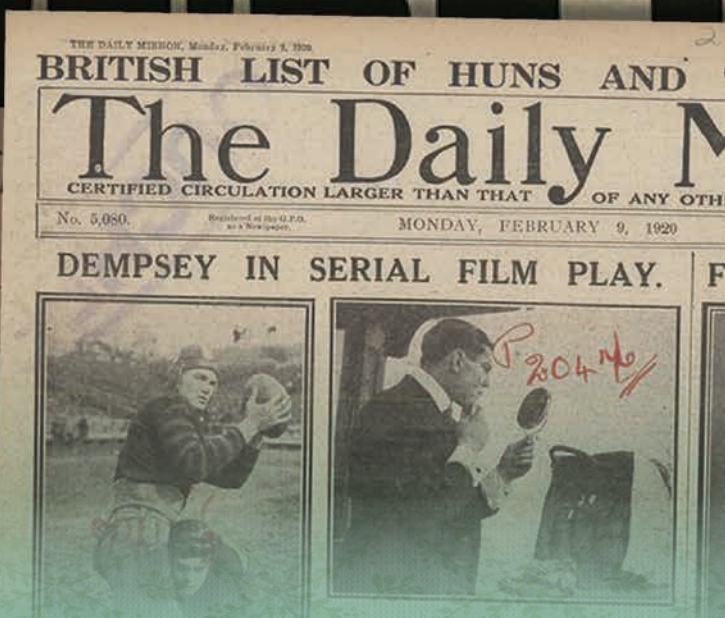 THE DAILY MIRROR, Monday, February 9, 1920.
BRITISH LIST OF HUNS AND
The Daily M
CERTIFIED CIRCULATION LARGER THAN THAT OF ANY OTH
No. 5,080.
Registered at the G.P.O.
as a Newspaper.
MONDAY, FEBRUARY 9, 1920
DEMPSEY IN SERIAL FILM PLAY.
F
P. 204
2